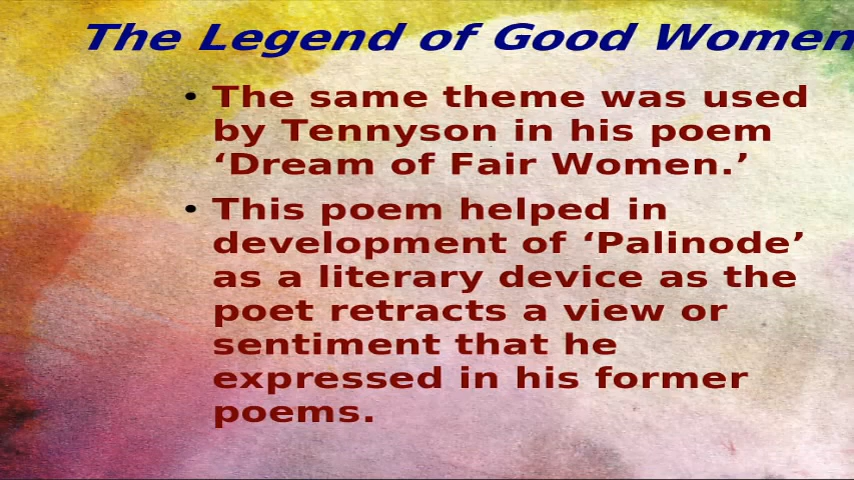 The Legend of Good Women
• The same theme was used
by Tennyson in his poem
‘Dream of Fair Women.’
• This poem helped in
development of ‘Palinode’
as a literary device as the
poet retracts a view or
sentiment that he
expressed in his former
poems.